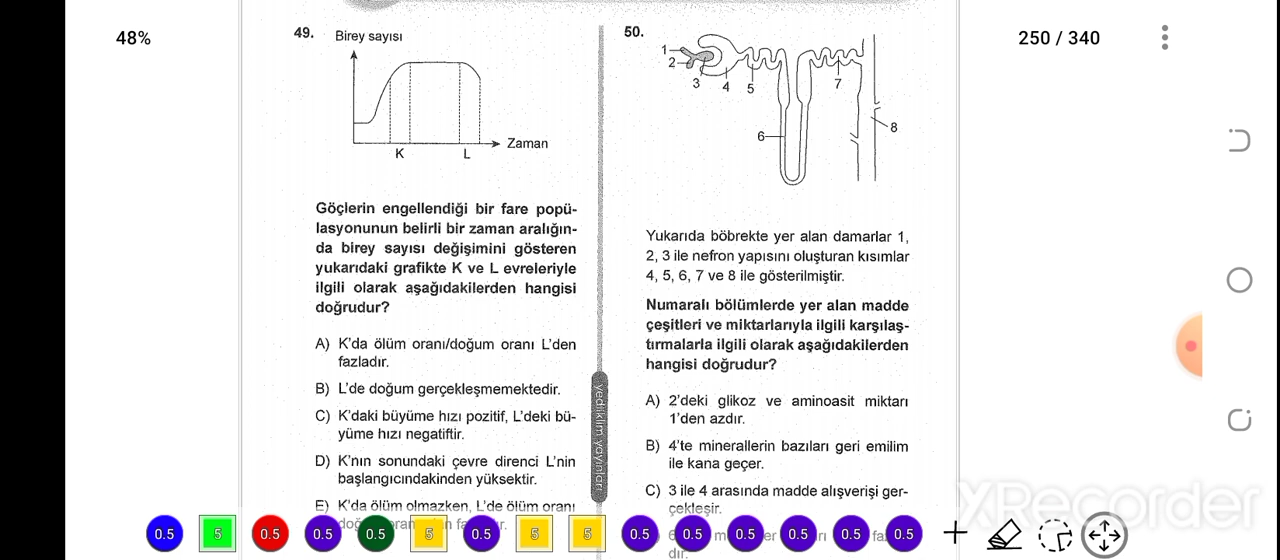 48%
250 / 340
49.
Birey sayısı
Zaman
K
L
Göçlerin engellendiği bir fare popü-
lasyonunun belirli bir zaman aralığın-
da birey sayısı değişimini gösteren
yukarıdaki grafikte K ve L evreleriyle
ilgili olarak aşağıdakilerden hangisi
doğrudur?
A) K'da ölüm oranı/doğum oranı L'den
fazladır.
B) L'de doğum gerçekleşmemektedir.
C) K'daki büyüme hızı pozitif, L'deki bü-
yüme hızı negatiftir.
D) K'nın sonundaki çevre direnci L'nin
başlangıcındakinden yüksektir.
E) K'da ölüm olmazken, L'de ölüm oranı
yediiklim yayınları
50.
1
2
3
4
5
6
7
8
Yukarıda böbrekte yer alan damarlar 1,
2, 3 ile nefron yapısını oluşturan kısımlar
4, 5, 6, 7 ve 8 ile gösterilmiştir.
Numaralı bölümlerde yer alan madde
çeşitleri ve miktarlarıyla ilgili karşılaş-
tırmalarla ilgili olarak aşağıdakilerden
hangisi doğrudur?
A) 2'deki glikoz ve aminoasit miktarı
1'den azdır.
B) 4'te minerallerin bazıları geri emilim
ile kana geçer.
C) 3 ile 4 arasında madde alışverişi ger-
çekleşir.
dır.
0.5 5 0.5 0.5 0.5 5 0.5 5 5 0.5 0.5 0.5 0.5 0.5 0.5
XRecorder